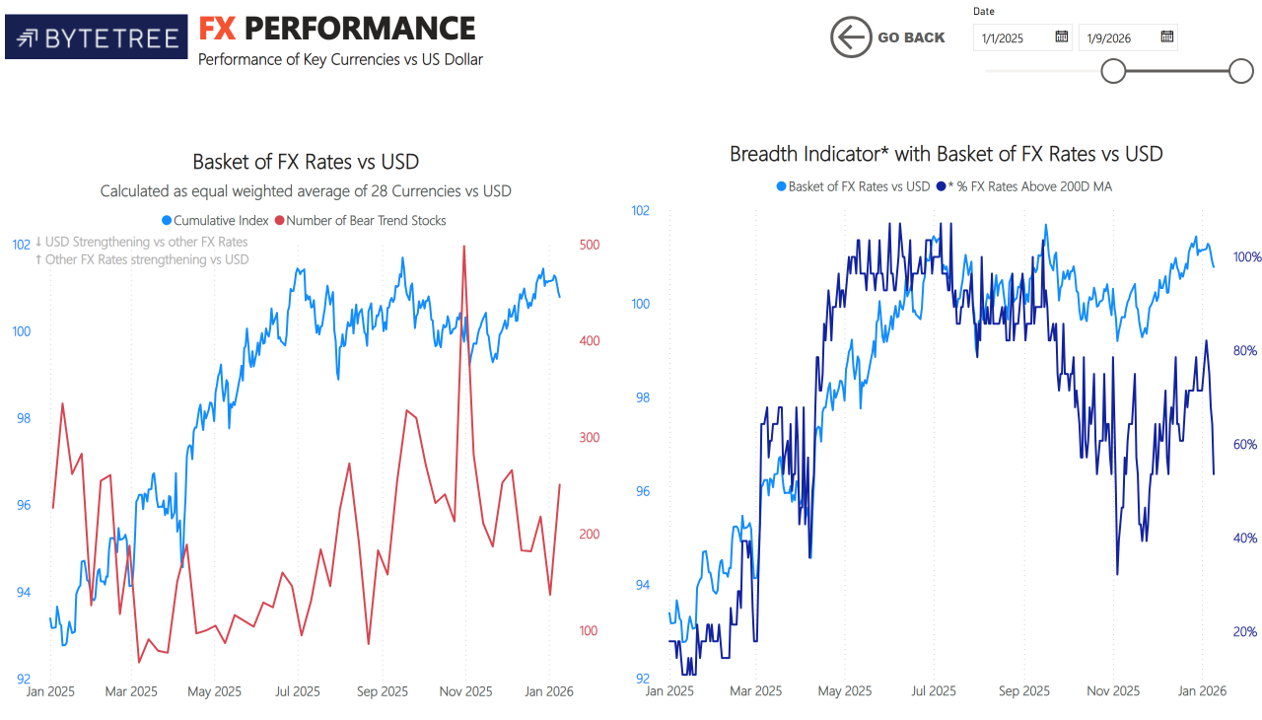 BYTETREE
FX PERFORMANCE
Performance of Key Currencies vs US Dollar
GO BACK
Date
1/1/2025
1/9/2026
Basket of FX Rates vs USD
Calculated as equal weighted average of 28 Currencies vs USD
Cumulative Index Number of Bear Trend Stocks
↓ USD Strengthening vs other FX Rates
↑ Other FX Rates strengthening vs USD
102
100
98
96
94
92
500
400
300
200
100
Jan 2025 Mar 2025 May 2025 Jul 2025 Sep 2025 Nov 2025 Jan 2026
Breadth Indicator* with Basket of FX Rates vs USD
Basket of FX Rates vs USD * % FX Rates Above 200D MA
102
100
98
96
94
92
100%
80%
60%
40%
20%
Jan 2025 Mar 2025 May 2025 Jul 2025 Sep 2025 Nov 2025 Jan 2026